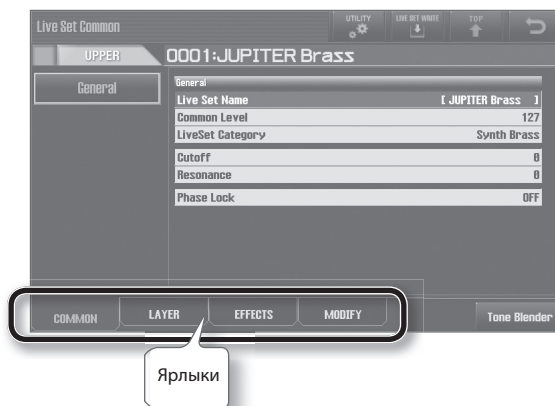 Live Set Common
UTILITY
LIVE SET WRITE
TOP
UPPER
0001:JUPITER Brass
General
General
Live Set Name [ JUPITER Brass ]
Common Level 127
LiveSet Category Synth Brass
Cutoff 0
Resonance 0
Phase Lock OFF
COMMON LAYER EFFECTS MODIFY Tone Blender
Ярлыки